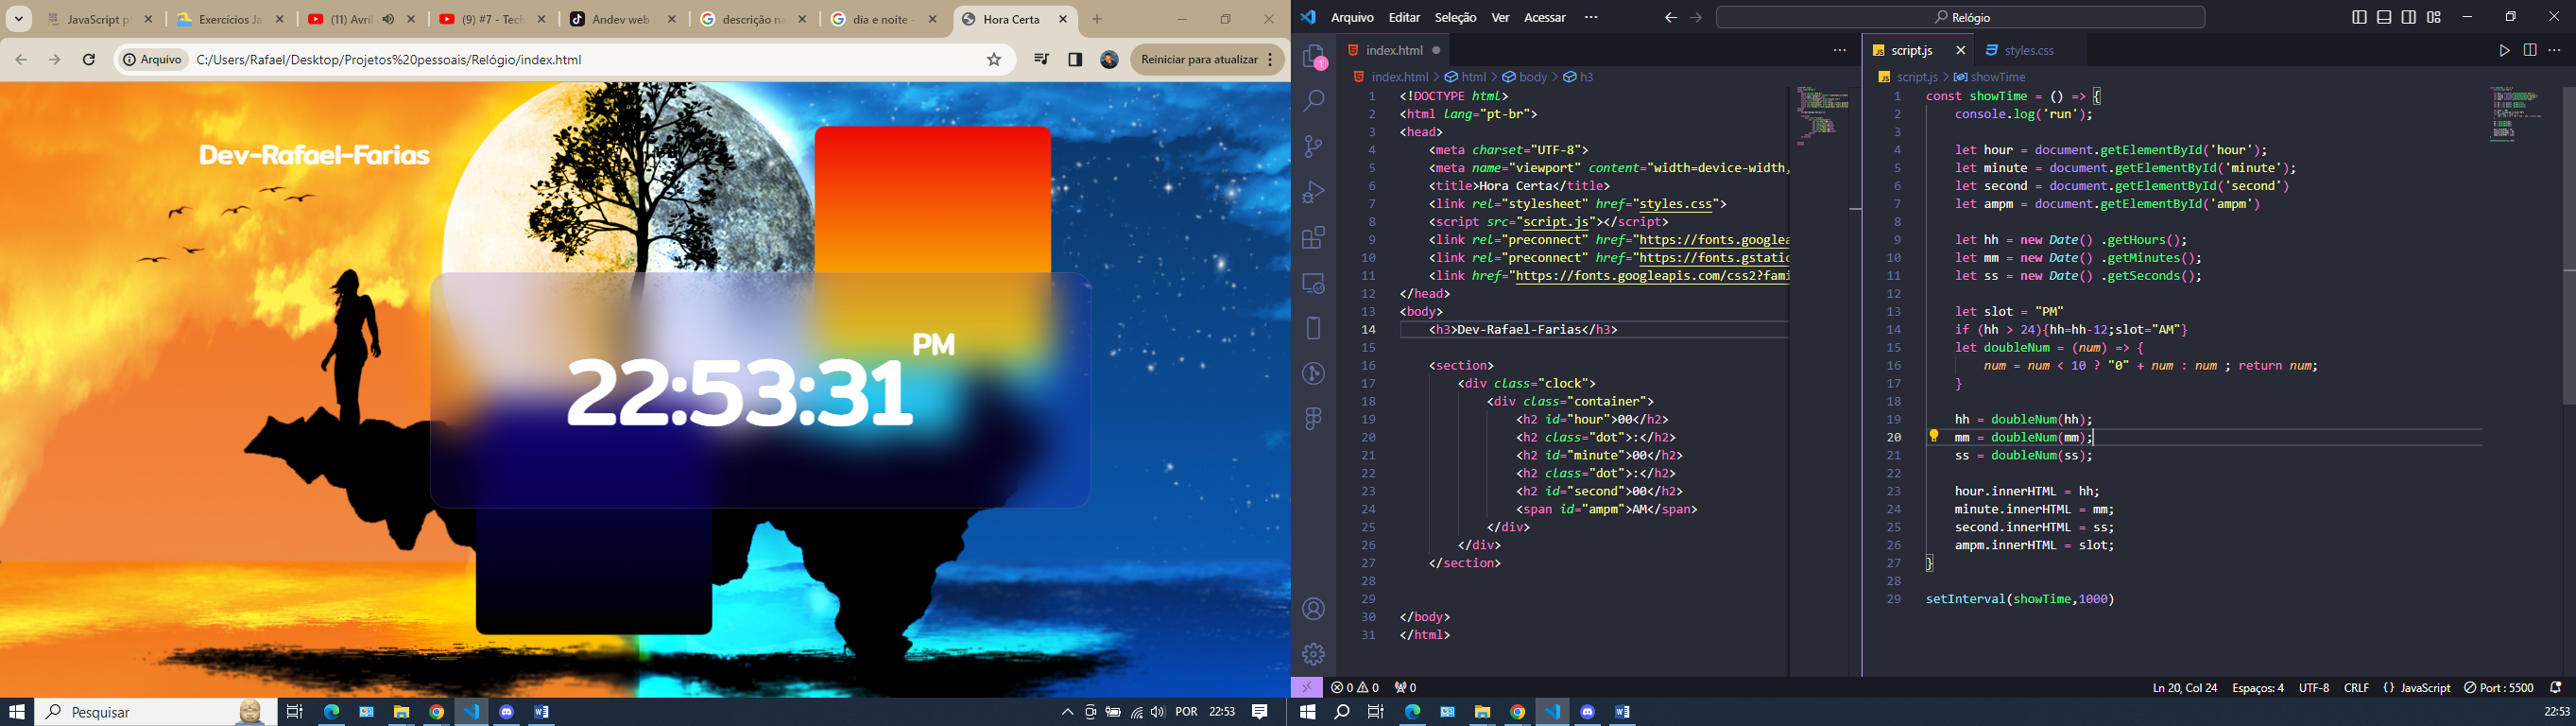 JavaScript p
Exercícios Ja
(11) Avril
(9) #7 - Tech
Andev web
descrição na
dia e noite -
Hora Certa
Arquivo
C:/Users/Rafael/Desktop/Projetos%20pessoais/Relógio/index.html
Reiniciar para atualizar
Dev-Rafael-Farias
22:53:31
PM
Pesquisar
POR
22:53
Arquivo Editar Seleção Ver Acessar ···
Relógio
1
index.html
index.html > html > body > h3
1 <!DOCTYPE html>
2 <html lang="pt-br">
3 <head>
4 <meta charset="UTF-8">
5 <meta name="viewport" content="width=device-width,
6 <title>Hora Certa</title>
7 <link rel="stylesheet" href="styles.css">
8 <script src="script.js"></script>
9 <link rel="preconnect" href="https://fonts.googlea
10 <link rel="preconnect" href="https://fonts.gstatic
11 <link href="https://fonts.googleapis.com/css2?fami
12 </head>
13 <body>
14 <h3>Dev-Rafael-Farias</h3>
15
16 <section>
17 <div class="clock">
18 <div class="container">
19 <h2 id="hour">00</h2>
20 <h2 class="dot">:</h2>
21 <h2 id="minute">00</h2>
22 <h2 class="dot">:</h2>
23 <h2 id="second">00</h2>
24 <span id="ampm">AM</span>
25 </div>
26 </div>
27 </section>
28
29
30 </body>
31 </html>
script.js
styles.css
script.js > showTime
1 const showTime = () => {
2 console.log('run');
3
4 let hour = document.getElementById('hour');
5 let minute = document.getElementById('minute');
6 let second = document.getElementById('second')
7 let ampm = document.getElementById('ampm')
8
9 let hh = new Date() .getHours();
10 let mm = new Date() .getMinutes();
11 let ss = new Date() .getSeconds();
12
13 let slot = "PM"
14 if (hh > 24){hh=hh-12;slot="AM"}
15 let doubleNum = (num) => {
16 num = num < 10 ? "0" + num : num ; return num;
17 }
18
19 hh = doubleNum(hh);
20 mm = doubleNum(mm);
21 ss = doubleNum(ss);
22
23 hour.innerHTML = hh;
24 minute.innerHTML = mm;
25 second.innerHTML = ss;
26 ampm.innerHTML = slot;
27 }
28
29 setInterval(showTime,1000)
0 0 0
Ln 20, Col 24 Espaços: 4 UTF-8 CRLF {} JavaScript Port : 5500
22:53